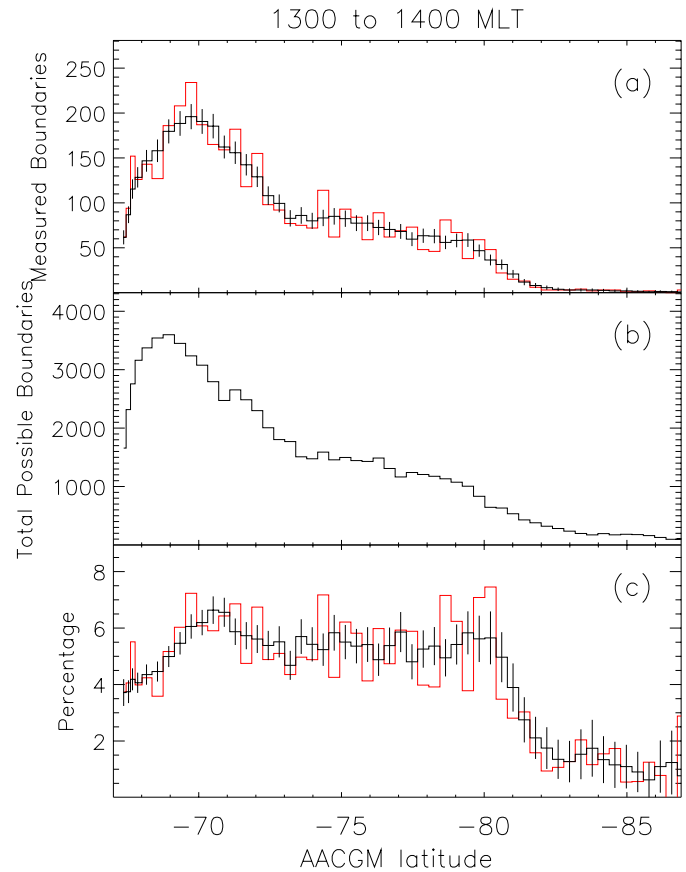 1300 to 1400 MLT
(a)
250
200
150
100
50
Measured Boundaries
(b)
4000
3000
2000
1000
Total Possible Boundaries
(c)
8
6
4
2
Percentage
−70 −75 −80 −85
AACGM latitude